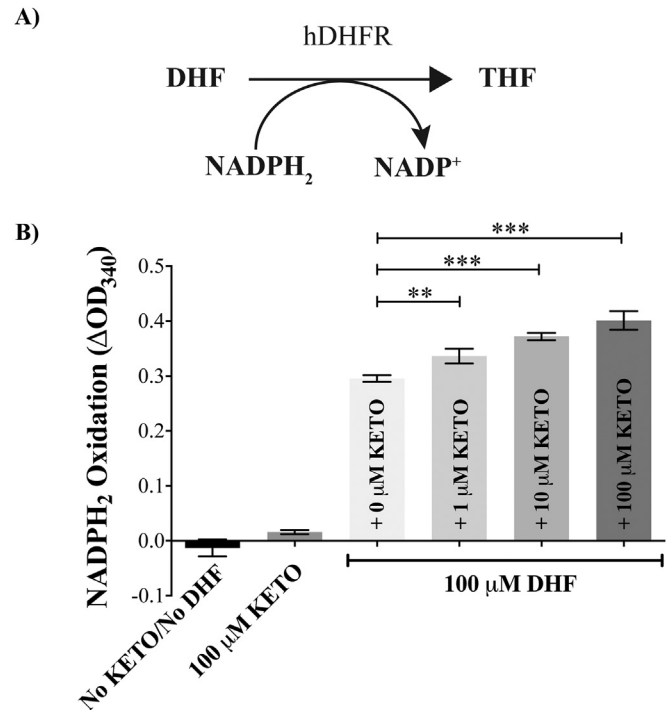 A)
hDHFR
DHF THF
NADPH₂ NADP⁺
B)
***
***
**
NADPH₂ Oxidation (ΔOD₃₄₀)
0.5
0.4
0.3
0.2
0.1
0.0
-0.1
+ 0 μM KETO
+ 1 μM KETO
+ 10 μM KETO
+ 100 μM KETO
No KETO/No DHF
100 μM KETO
100 μM DHF